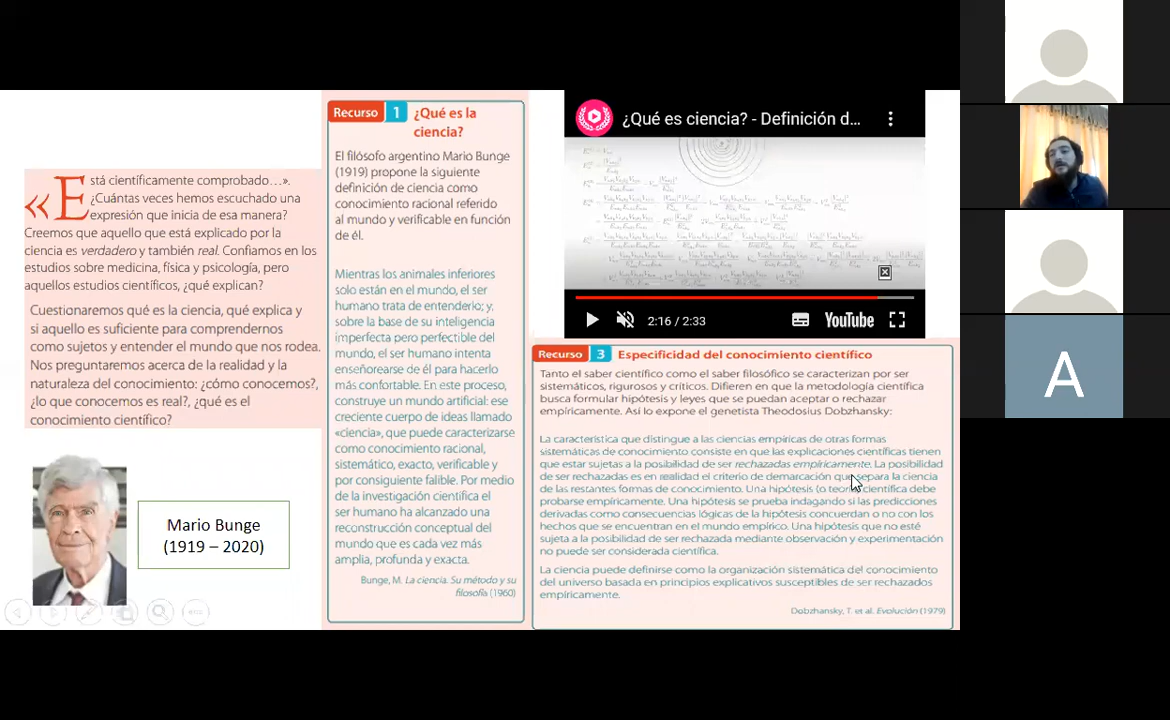 «Está científicamente comprobado…».
¿Cuántas veces hemos escuchado una
expresión que inicia de esa manera?
Creemos que aquello que está explicado por la
ciencia es verdadero y también real. Confiamos en los
estudios sobre medicina, física y psicología, pero
aquellos estudios científicos, ¿qué explican?
Cuestionaremos qué es la ciencia, qué explica y
si aquello es suficiente para comprendernos
como sujetos y entender el mundo que nos rodea.
Nos preguntaremos acerca de la realidad y la
naturaleza del conocimiento: ¿cómo conocemos?,
¿lo que conocemos es real?, ¿qué es el
conocimiento científico?
Mario Bunge
(1919 – 2020)
Recurso 1 ¿Qué es la
ciencia?
El filósofo argentino Mario Bunge
(1919) propone la siguiente
definición de ciencia como
conocimiento racional referido
al mundo y verificable en función
de él.
Mientras los animales inferiores
solo están en el mundo, el ser
humano trata de entenderlo; y,
sobre la base de su inteligencia
imperfecta pero perfectible del
mundo, el ser humano intenta
enseñorearse de él para hacerlo
más confortable. En este proceso,
construye un mundo artificial: ese
creciente cuerpo de ideas llamado
«ciencia», que puede caracterizarse
como conocimiento racional,
sistemático, exacto, verificable y
por consiguiente falible. Por medio
de la investigación científica el
ser humano ha alcanzado una
reconstrucción conceptual del
mundo que es cada vez más
amplia, profunda y exacta.
Bunge, M. La ciencia. Su método y su
filosofía (1960)
¿Qué es ciencia? - Definición d...
2:16 / 2:33
YouTube
Recurso 3 Especificidad del conocimiento científico
Tanto el saber científico como el saber filosófico se caracterizan por ser
sistemáticos, rigurosos y críticos. Difieren en que la metodología científica
busca formular hipótesis y leyes que se puedan aceptar o rechazar
empíricamente. Así lo expone el genetista Theodosius Dobzhansky:
La característica que distingue a las ciencias empíricas de otras formas
sistemáticas de conocimiento consiste en que las explicaciones científicas tienen
que estar sujetas a la posibilidad de ser rechazadas empíricamente. La posibilidad
de ser rechazadas es en realidad el criterio de demarcación que separa la ciencia
de las restantes formas de conocimiento. Una hipótesis (o teoría) científica debe
probarse empíricamente. Una hipótesis se prueba indagando si las predicciones
derivadas como consecuencias lógicas de la hipótesis concuerdan o no con los
hechos que se encuentran en el mundo empírico. Una hipótesis que no esté
sujeta a la posibilidad de ser rechazada mediante observación y experimentación
no puede ser considerada científica.
La ciencia puede definirse como la organización sistemática del conocimiento
del universo basada en principios explicativos susceptibles de ser rechazados
empíricamente.
Dobzhansky, T. et al. Evolución (1979)
A